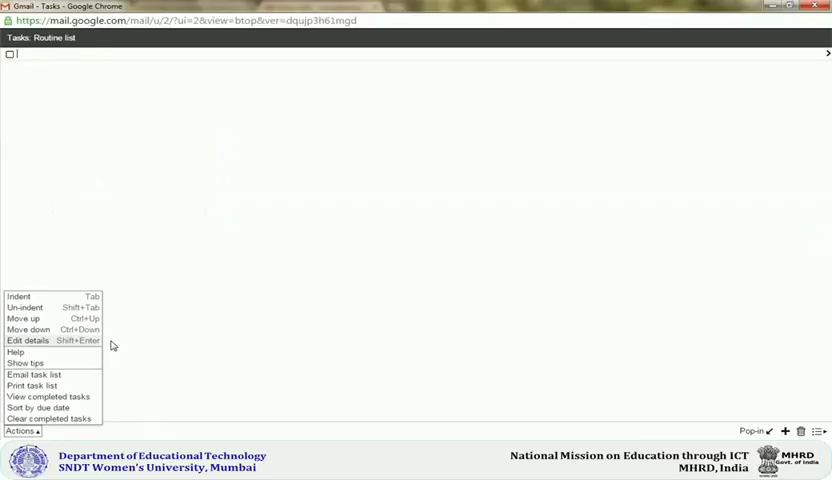 Gmail - Tasks - Google Chrome
https://mail.google.com/mail/u/2/?ui=2&view=btop&ver=dqujp3h61mgd
Tasks: Routine list
Indent Tab
Un-indent Shift+Tab
Move up Ctrl+Up
Move down Ctrl+Down
Edit details Shift+Enter
Help
Show tips
Email task list
Print task list
View completed tasks
Sort by due date
Clear completed tasks
Actions
Pop-in
Department of Educational Technology
SNDT Women's University, Mumbai
National Mission on Education through ICT
MHRD, India
MHRD
Govt. of India